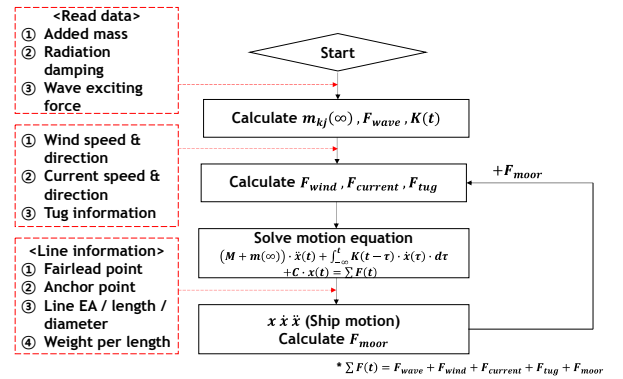 <Read data>
① Added mass
② Radiation
damping
③ Wave exciting
force
Start
Calculate m_kj(∞) , F_wave , K(t)
① Wind speed &
direction
② Current speed &
direction
③ Tug information
Calculate F_wind , F_current , F_tug
+F_moor
Solve motion equation
(M + m(∞)) · ẍ(t) + ∫_{-∞}^{t} K(t - τ) · ẋ(τ) · dτ
+C · x(t) = ∑ F(t)
<Line information>
① Fairlead point
② Anchor point
③ Line EA / length /
diameter
④ Weight per length
x ẋ ẍ (Ship motion)
Calculate F_moor
* ∑ F(t) = F_wave + F_wind + F_current + F_tug + F_moor